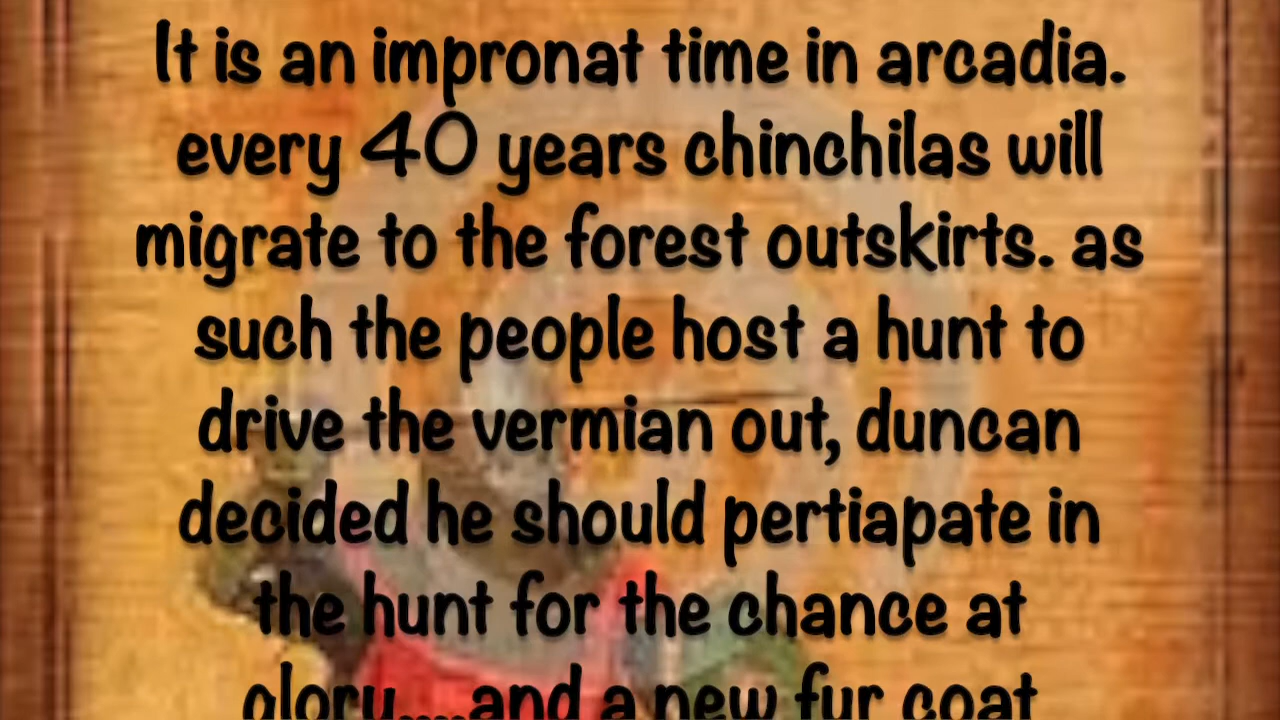 It is an impronat time in arcadia.
every 40 years chinchilas will
migrate to the forest outskirts. as
such the people host a hunt to
drive the vermian out, duncan
decided he should pertiapate in
the hunt for the chance at
glory.....and a new fur coat